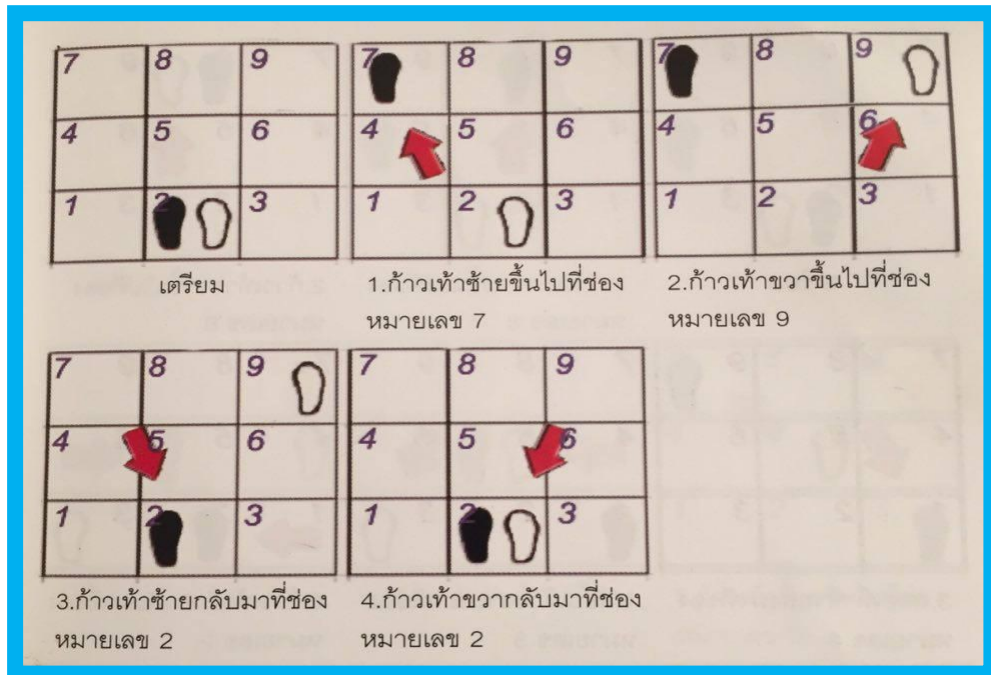 7 8 9
4 5 6
1 2 3
เตรียม
7 8 9
4 5 6
1 2 3
1.ก้าวเท้าซ้ายขึ้นไปที่ช่อง
หมายเลข 7
7 8 9
4 5 6
1 2 3
2.ก้าวเท้าขวาขึ้นไปที่ช่อง
หมายเลข 9
7 8 9
4 5 6
1 2 3
3.ก้าวเท้าซ้ายกลับมาที่ช่อง
หมายเลข 2
7 8 9
4 5 6
1 2 3
4.ก้าวเท้าขวากลับมาที่ช่อง
หมายเลข 2